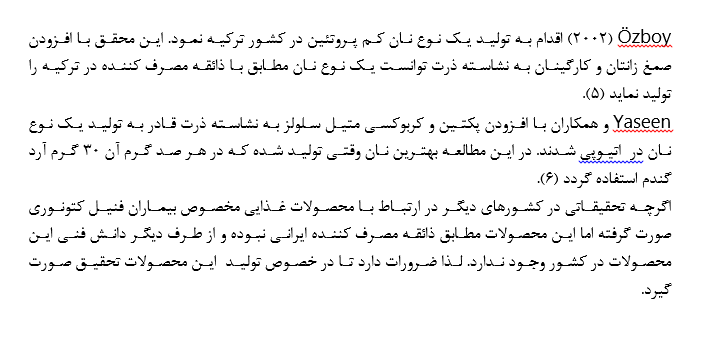 Özboy (۲۰۰۲) اقدام به تولید یک نوع نان کم پروتئین در کشور ترکیه نمود. این محقق با افزودن
صمغ زانتان و کارگینان به نشاسته ذرت توانست یک نوع نان مطابق با ذائقه مصرف کننده در ترکیه را
تولید نماید (۵).
Yaseen و همکاران با افزودن پکتین و کربوکسی متیل سلولز به نشاسته ذرت قادر به تولید یک نوع
نان در اتیوپی شدند. در این مطالعه بهترین نان وقتی تولید شده که در هر صد گرم آن ۳۰ گرم آرد
گندم استفاده گردد (۶).
اگرچه تحقیقاتی در کشورهای دیگر در ارتباط با محصولات غذایی مخصوص بیماران فنیل کتونوری
صورت گرفته اما این محصولات مطابق ذائقه مصرف کننده ایرانی نبوده و از طرف دیگر دانش فنی این
محصولات در کشور وجود ندارد. لذا ضرورات دارد تا در خصوص تولید این محصولات تحقیق صورت
گیرد.